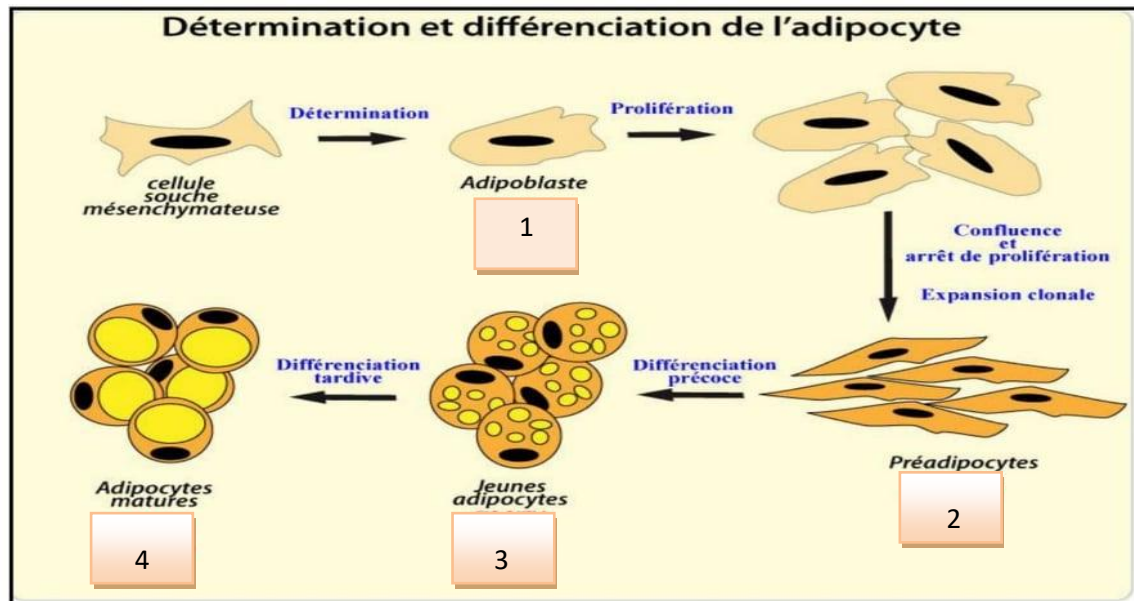 Détermination et différenciation de l'adipocyte
Détermination
Prolifération
cellule
souche
mésenchymateuse
Adipoblaste
1
Confluence
et
arrêt de prolifération
Expansion clonale
Différenciation
tardive
Différenciation
précoce
Adipocytes
matures
4
Jeunes
adipocytes
3
Préadipocytes
2